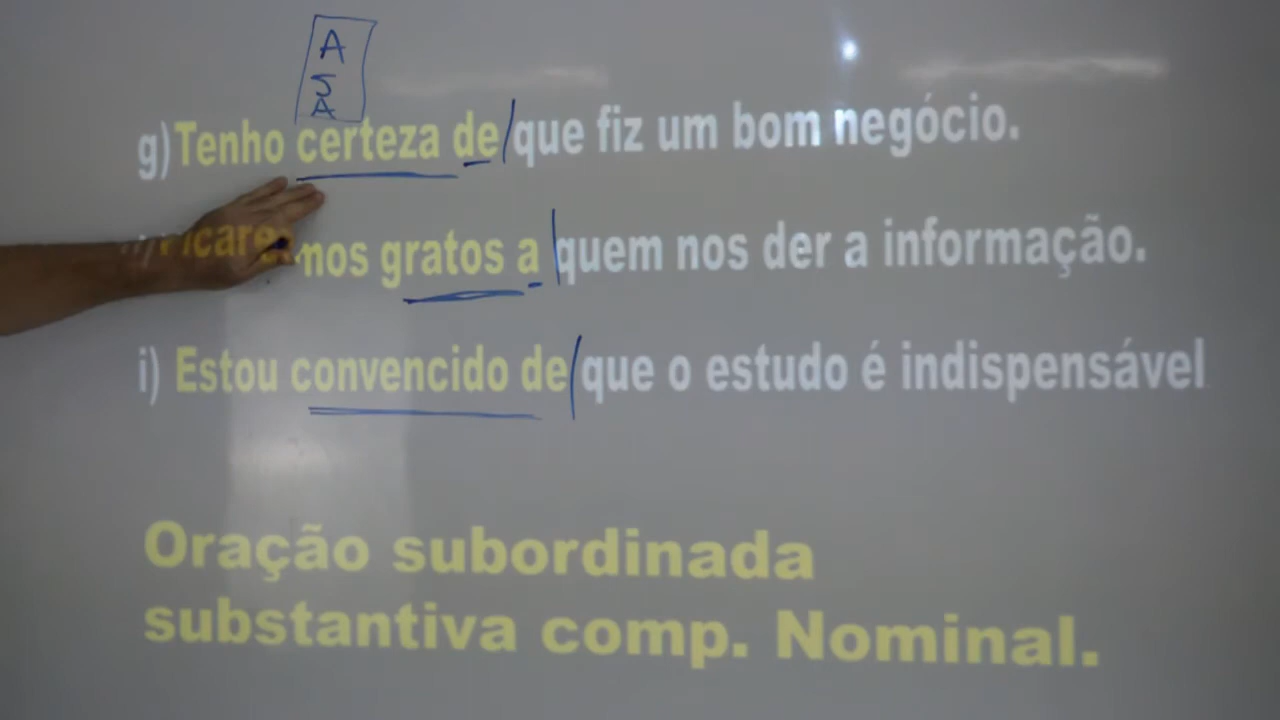 A
S
A
g) Tenho certeza de que fiz um bom negócio.
mos gratos a quem nos der a informação.
i) Estou convencido de que o estudo é indispensável
Oração subordinada
substantiva comp. Nominal.